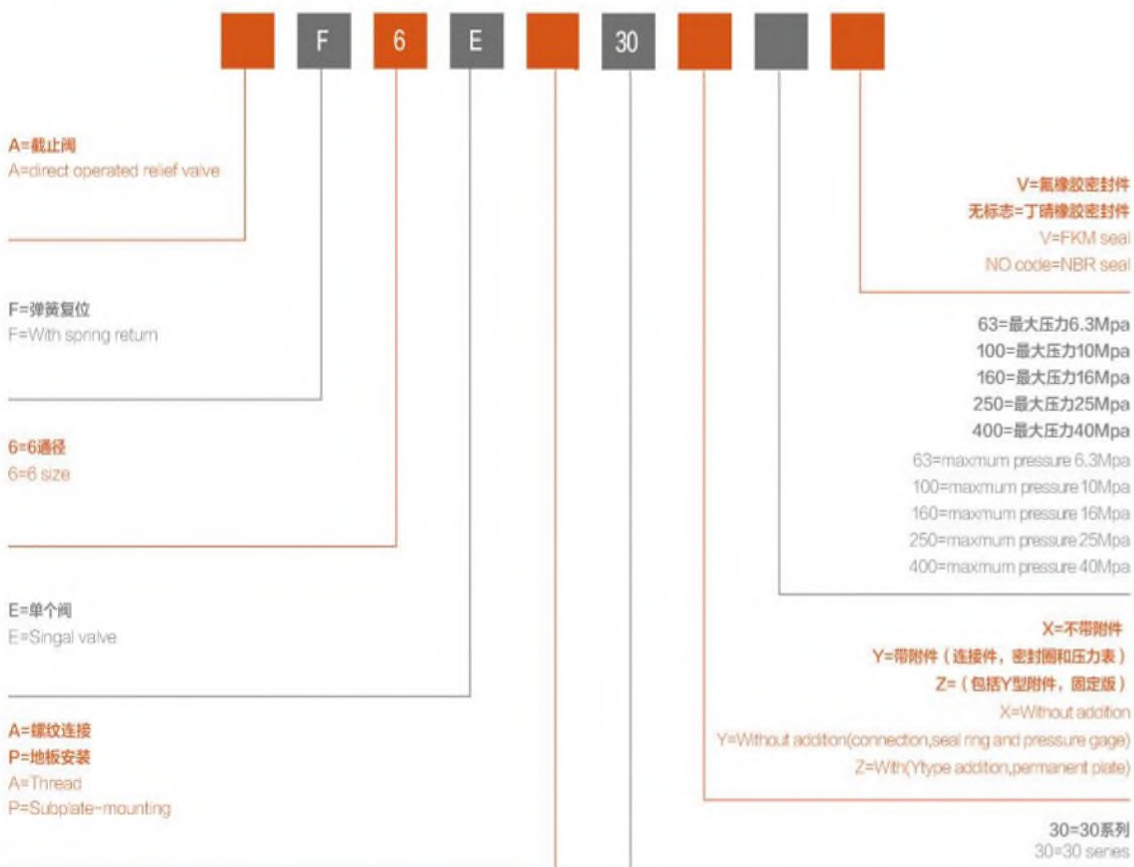 F 6 E 30
A=截止阀
A=direct operated relief valve
F=弹簧复位
F=With spring return
6=6通径
6=6 size
E=单个阀
E=Singal valve
A=螺纹连接
P=地板安装
A=Thread
P=Subplate-mounting
V=氟橡胶密封件
无标志=丁晴橡胶密封件
V=FKM seal
NO code=NBR seal
63=最大压力6.3Mpa
100=最大压力10Mpa
160=最大压力16Mpa
250=最大压力25Mpa
400=最大压力40Mpa
63=maxmum pressure 6.3Mpa
100=maxmum pressure 10Mpa
160=maxmum pressure 16Mpa
250=maxmum pressure 25Mpa
400=maxmum pressure 40Mpa
X=不带附件
Y=带附件（连接件，密封圈和压力表）
Z=（包括Y型附件，固定版）
X=Without addition
Y=Without addition(connection,seal ring and pressure gage)
Z=With(Ytype addition,permanent plate)
30=30系列
30=30 series